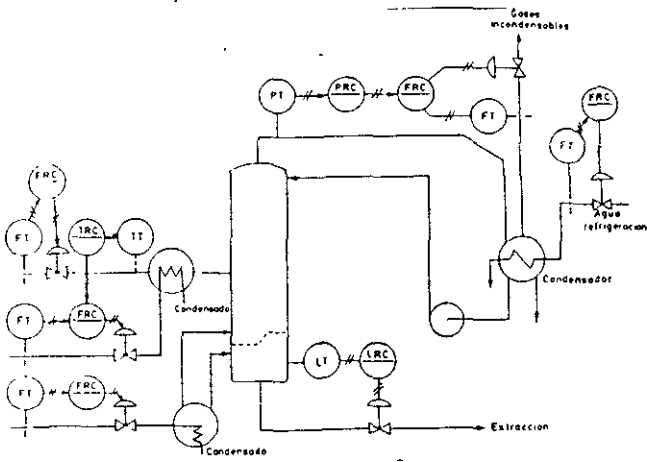 Gases
incondensables
PT
PRC
FRC
FT
FRC
FT
Agua
refrigeración
Condensador
FRC
FT
TRC
TT
Condensado
FT
FRC
FT
FRC
Condensado
LT
LRC
Extraccion